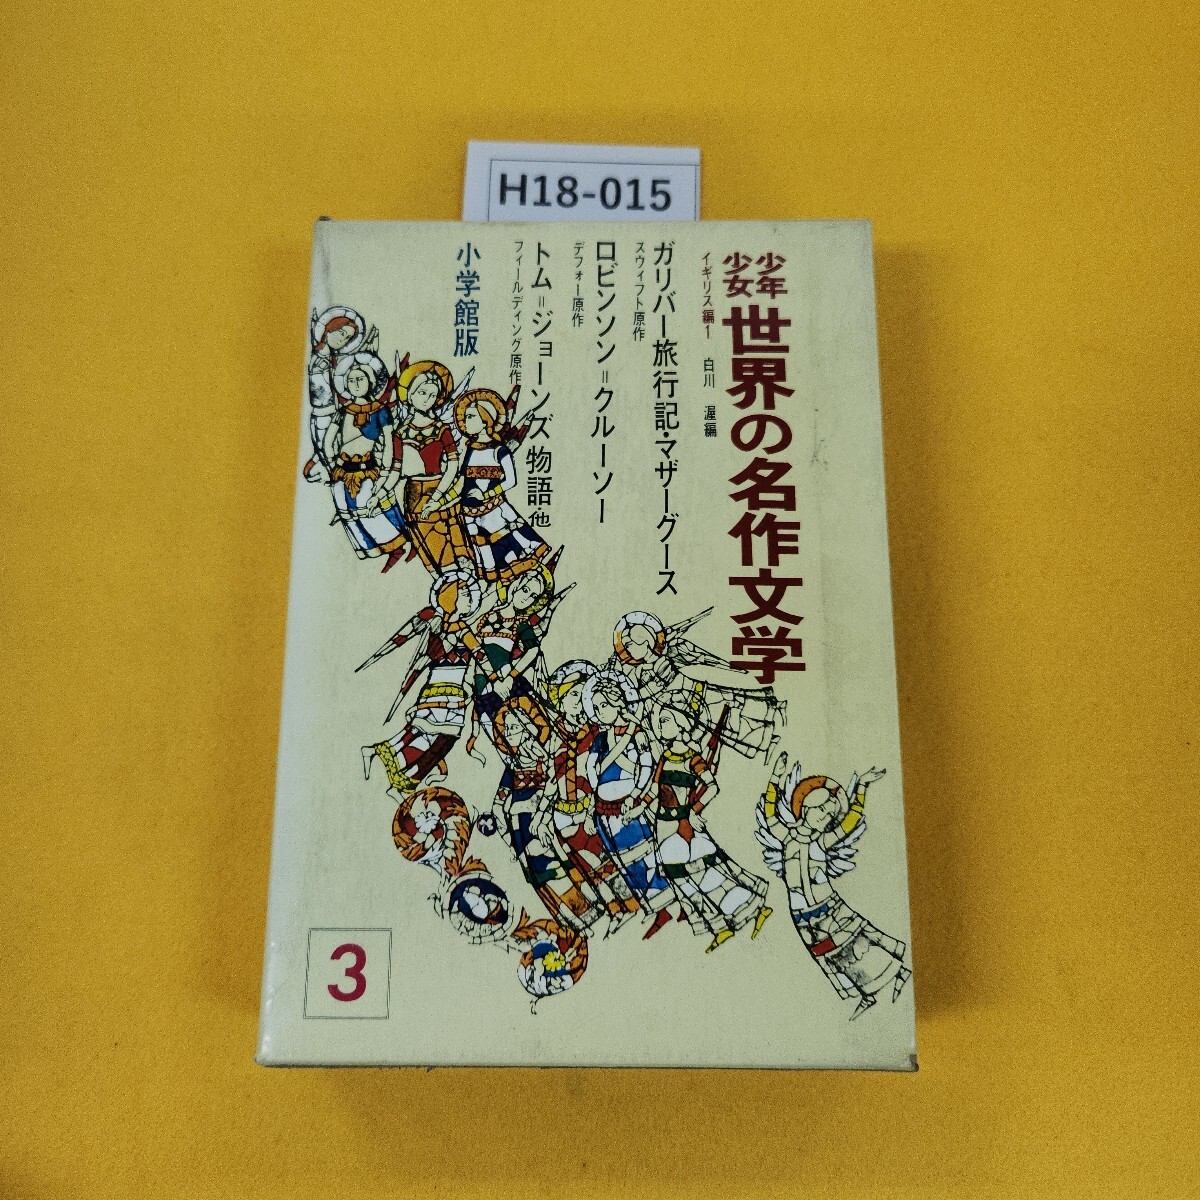 H18-015
少年少女
世界の名作文学
イギリス編1 白川 渥編
ガリバー旅行記・マザーグース
スウィフト原作
ロビンソン=クルーソー
デフォー原作
トム=ジョーンズ物語・他
フィールディング原作
小学館版
3